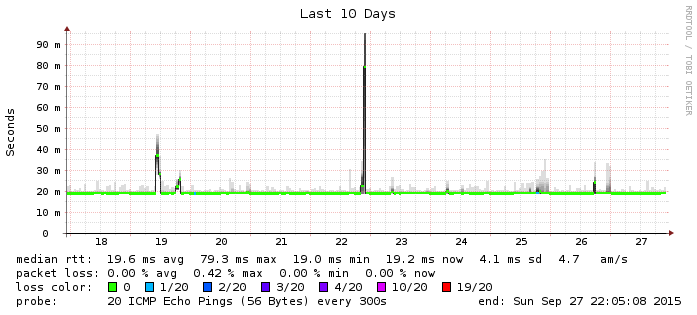 Last 10 Days
RRDTOOL / TOBI OETIKER
Seconds
90 m
80 m
70 m
60 m
50 m
40 m
30 m
20 m
10 m
0
18 19 20 21 22 23 24 25 26 27
median rtt: 19.6 ms avg 79.3 ms max 19.0 ms min 19.2 ms now 4.1 ms sd 4.7 am/s
packet loss: 0.00 % avg 0.42 % max 0.00 % min 0.00 % now
loss color: 0 1/20 2/20 3/20 4/20 10/20 19/20
probe: 20 ICMP Echo Pings (56 Bytes) every 300s end: Sun Sep 27 22:05:08 2015